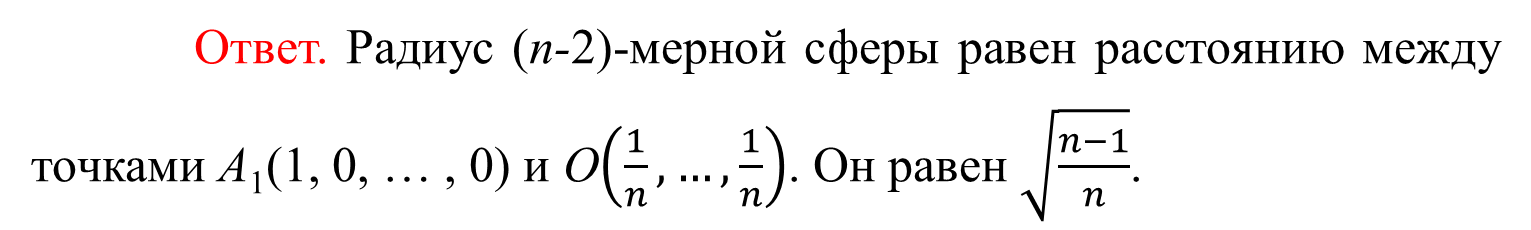 Ответ. Радиус (n-2)-мерной сферы равен расстоянию между
точками A₁(1, 0, … , 0) и O(1/n, …, 1/n). Он равен √((n−1)/n).